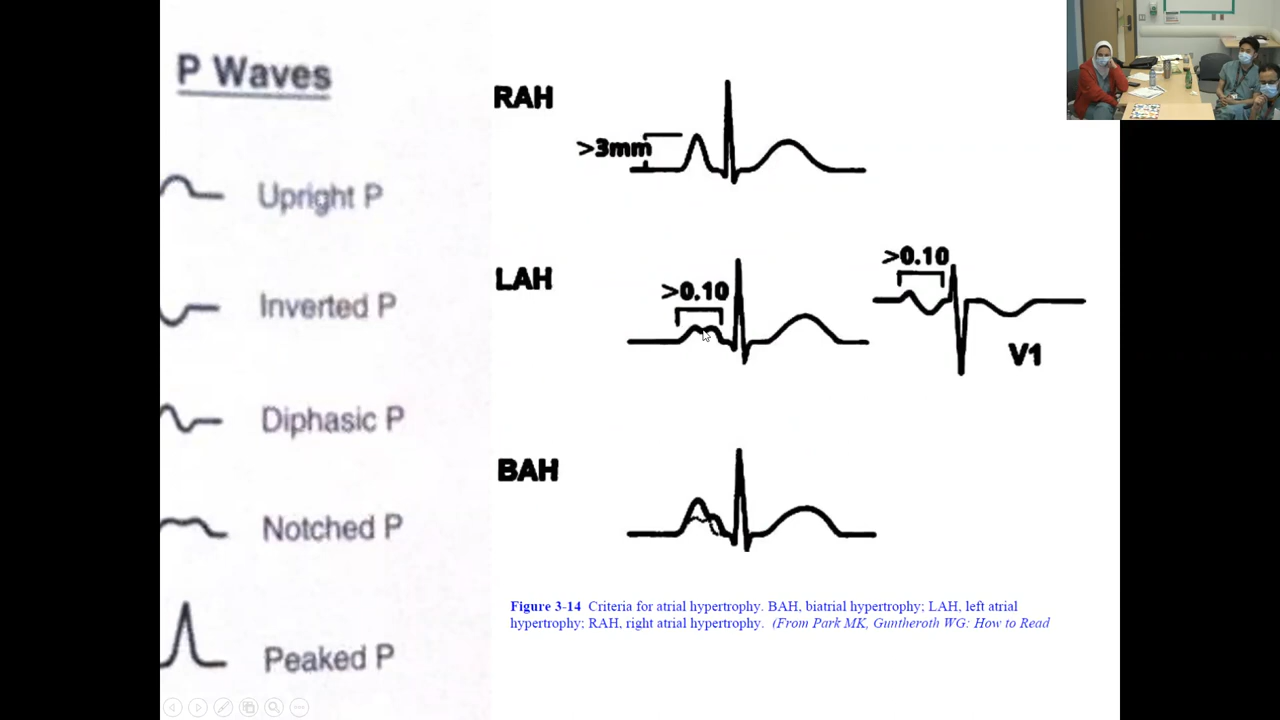 P Waves
Upright P
Inverted P
Diphasic P
Notched P
Peaked P
RAH
>3mm
LAH
>0.10
>0.10
V1
BAH
Figure 3-14 Criteria for atrial hypertrophy. BAH, biatrial hypertrophy; LAH, left atrial
hypertrophy; RAH, right atrial hypertrophy. (From Park MK, Guntheroth WG: How to Read